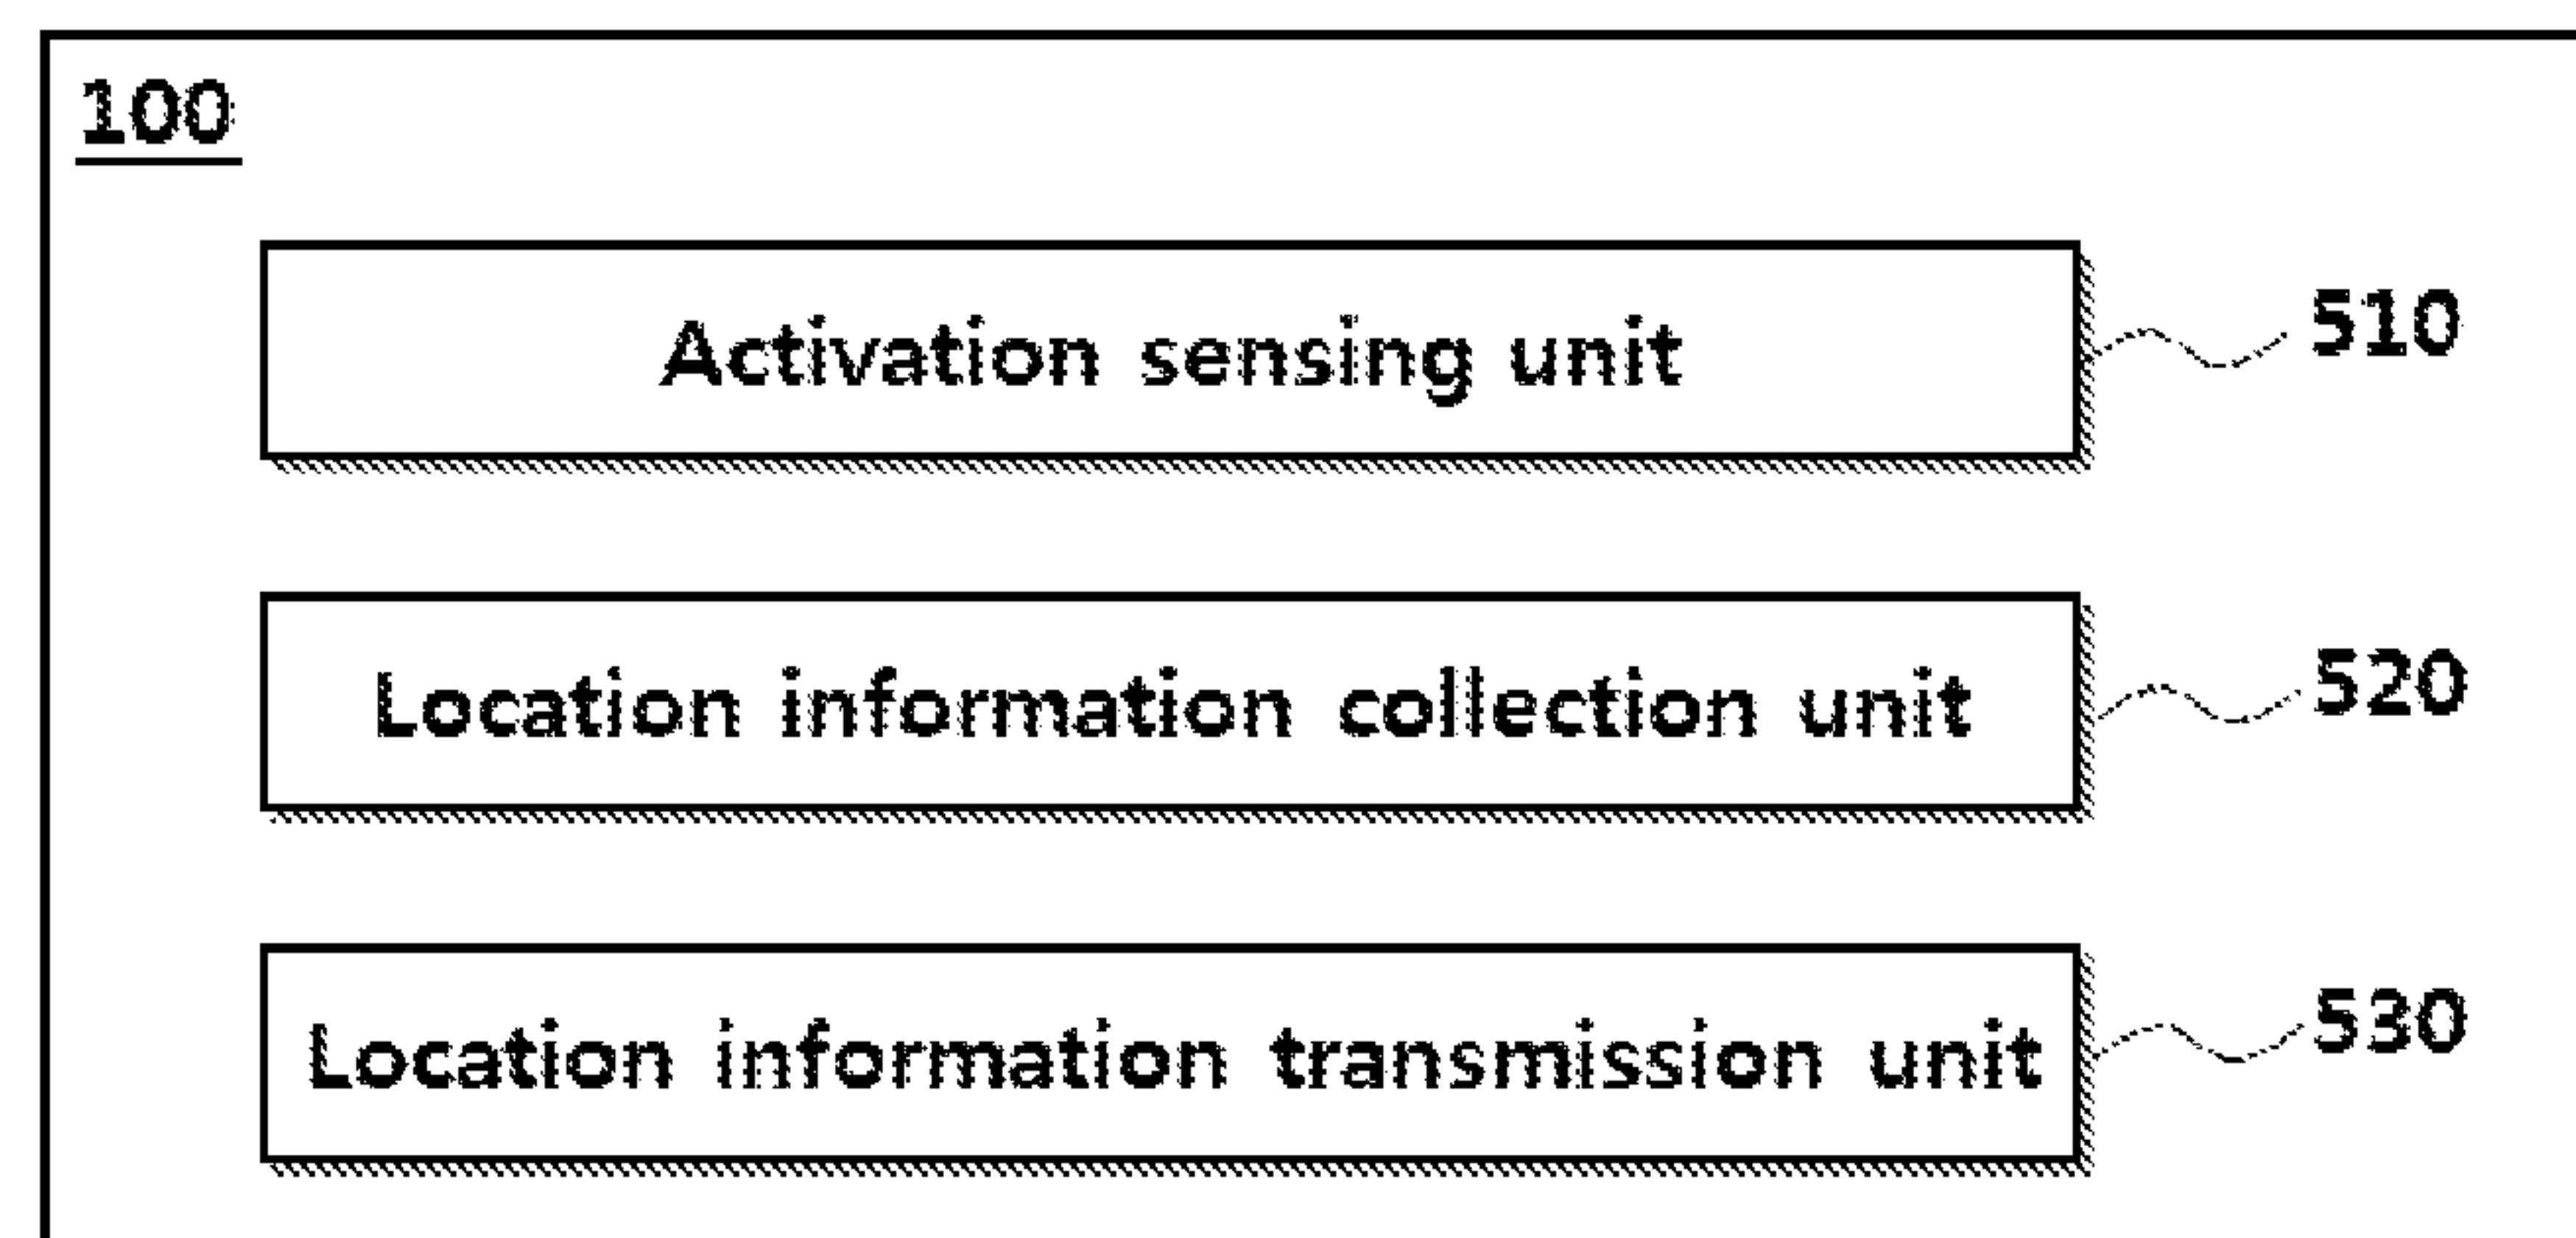 100
Activation sensing unit 510
Location information collection unit 520
Location information transmission unit 530